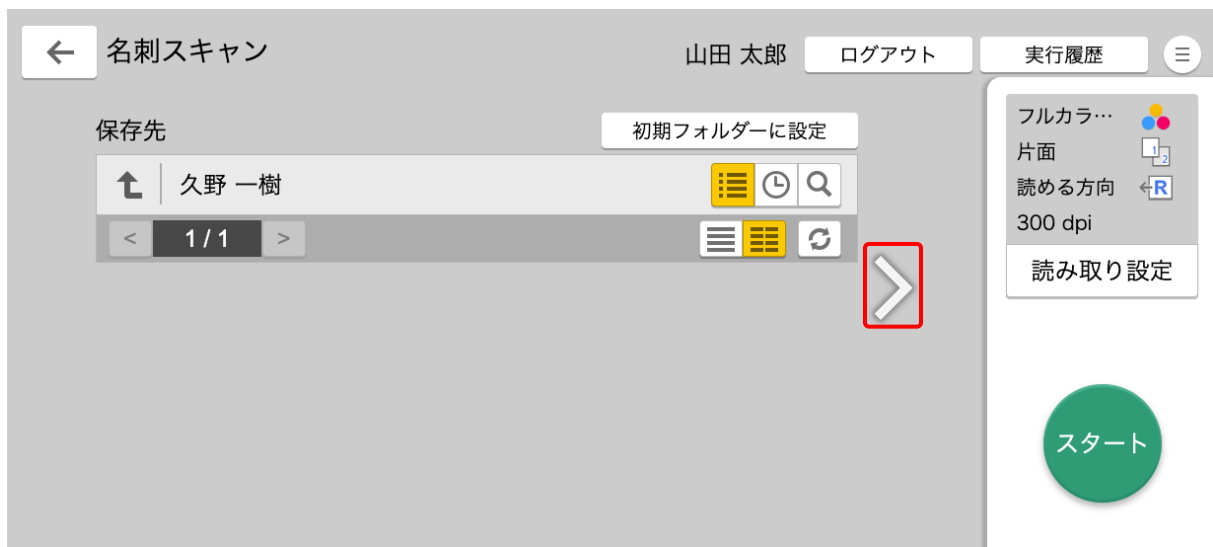 名刺スキャン
山田 太郎
ログアウト
実行履歴
保存先
初期フォルダーに設定
久野 一樹
< 1 / 1 >
フルカラ…
片面
1 2
読める方向
R
300 dpi
読み取り設定
スタート